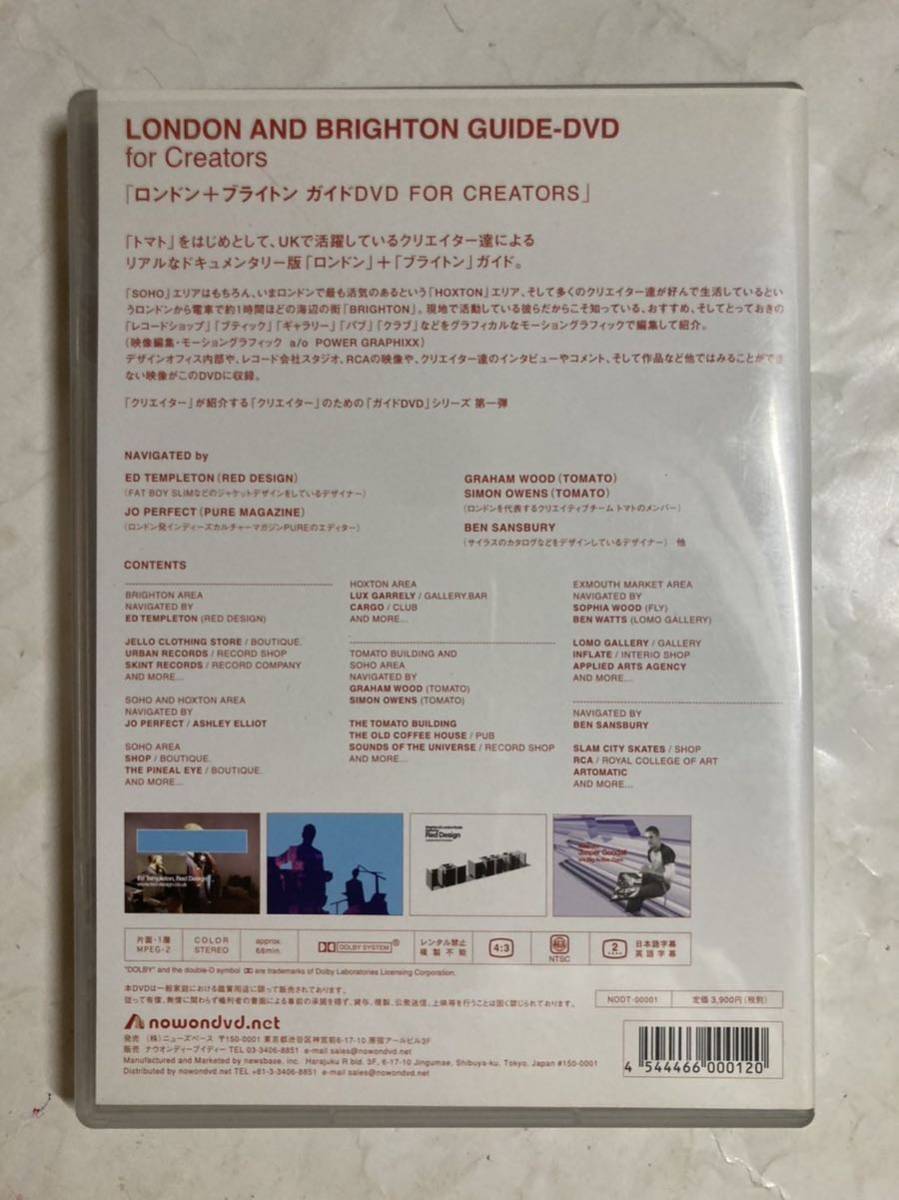 LONDON AND BRIGHTON GUIDE-DVD
for Creators
「ロンドン＋ブライトン ガイドDVD FOR CREATORS」
「トマト」をはじめとして、UKで活躍しているクリエイター達による
リアルなドキュメンタリー版「ロンドン」＋「ブライトン」ガイド。
「SOHO」エリアはもちろん、いまロンドンで最も活気のあるという「HOXTON」エリア、そして多くのクリエイター達が好んで生活しているとい
うロンドンから電車で約1時間ほどの海辺の街「BRIGHTON」。現地で活動している彼らだからこそ知っている、おすすめ、そしてとっておきの
「レコードショップ」「ブティック」「ギャラリー」「パブ」「クラブ」などをグラフィカルなモーショングラフィックで編集して紹介。
(映像編集・モーショングラフィック a/o POWER GRAPHIXX)
デザインオフィス内部や、レコード会社スタジオ、RCAの映像や、クリエイター達のインタビューやコメント、そして作品など他ではみることができ
ない映像がこのDVDに収録。
「クリエイター」が紹介する「クリエイター」のための「ガイドDVD」シリーズ 第一弾
NAVIGATED by
ED TEMPLETON (RED DESIGN)
(FAT BOY SLIMなどのジャケットデザインをしているデザイナー)
JO PERFECT (PURE MAGAZINE)
(ロンドン発インディーズカルチャーマガジンPUREのエディター)
GRAHAM WOOD (TOMATO)
SIMON OWENS (TOMATO)
(ロンドンを代表するクリエイティブチーム トマトのメンバー)
BEN SANSBURY
(サイラスのカタログなどをデザインしているデザイナー) 他
CONTENTS
BRIGHTON AREA
NAVIGATED BY
ED TEMPLETON (RED DESIGN)
JELLO CLOTHING STORE / BOUTIQUE.
URBAN RECORDS / RECORD SHOP
SKINT RECORDS / RECORD COMPANY
AND MORE...
SOHO AND HOXTON AREA
NAVIGATED BY
JO PERFECT / ASHLEY ELLIOT
SOHO AREA
SHOP / BOUTIQUE.
THE PINEAL EYE / BOUTIQUE.
AND MORE...
HOXTON AREA
LUX GARRELY / GALLERY.BAR
CARGO / CLUB
AND MORE...
TOMATO BUILDING AND
SOHO AREA
NAVIGATED BY
GRAHAM WOOD (TOMATO)
SIMON OWENS (TOMATO)
THE TOMATO BUILDING
THE OLD COFFEE HOUSE / PUB
SOUNDS OF THE UNIVERSE / RECORD SHOP
AND MORE...
EXMOUTH MARKET AREA
NAVIGATED BY
SOPHIA WOOD (FLY)
BEN WATTS (LOMO GALLERY)
LOMO GALLERY / GALLERY
INFLATE / INTERIO SHOP
APPLIED ARTS AGENCY
AND MORE...
NAVIGATED BY
BEN SANSBURY
SLAM CITY SKATES / SHOP
RCA / ROYAL COLLEGE OF ART
ARTOMATIC
AND MORE...
Ed Templeton, Red Design
Red Design
片面・1層
MPEG-2
COLOR
STEREO
approx.
68min
DOLBY SYSTEM®
レンタル禁止
複製不能
4:3
NTSC
2
日本語字幕
英語字幕
"DOLBY" and the double-D symbol are trademarks of Dolby Laboratories Licensing Corporation.
本DVDは一般家庭における鑑賞用途に限って販売されております。
従って有償、無償に関わらず権利者の書面による事前の承諾を得ず、貸与、複製、公衆送信、上映等を行うことは固く禁じられております。
NODT-00001
定価 3,900円 (税別)
nowondvd.net
発売 (株)ニューズベース 〒150-0001 東京都渋谷区神宮前6-17-10 原宿アールビル3F
販売 ナウオンディーブイディー TEL 03-3406-8851 e-mail sales@nowondvd.net
Manufactured and Marketed by newsbase, inc. Harajuku R bld. 3F, 6-17-10 Jingumae, Shibuya-ku, Tokyo, Japan #150-0001
Distributed by nowondvd.net TEL +81-3-3406-8851 e-mail sales@nowondvd.net
4 544466 000120